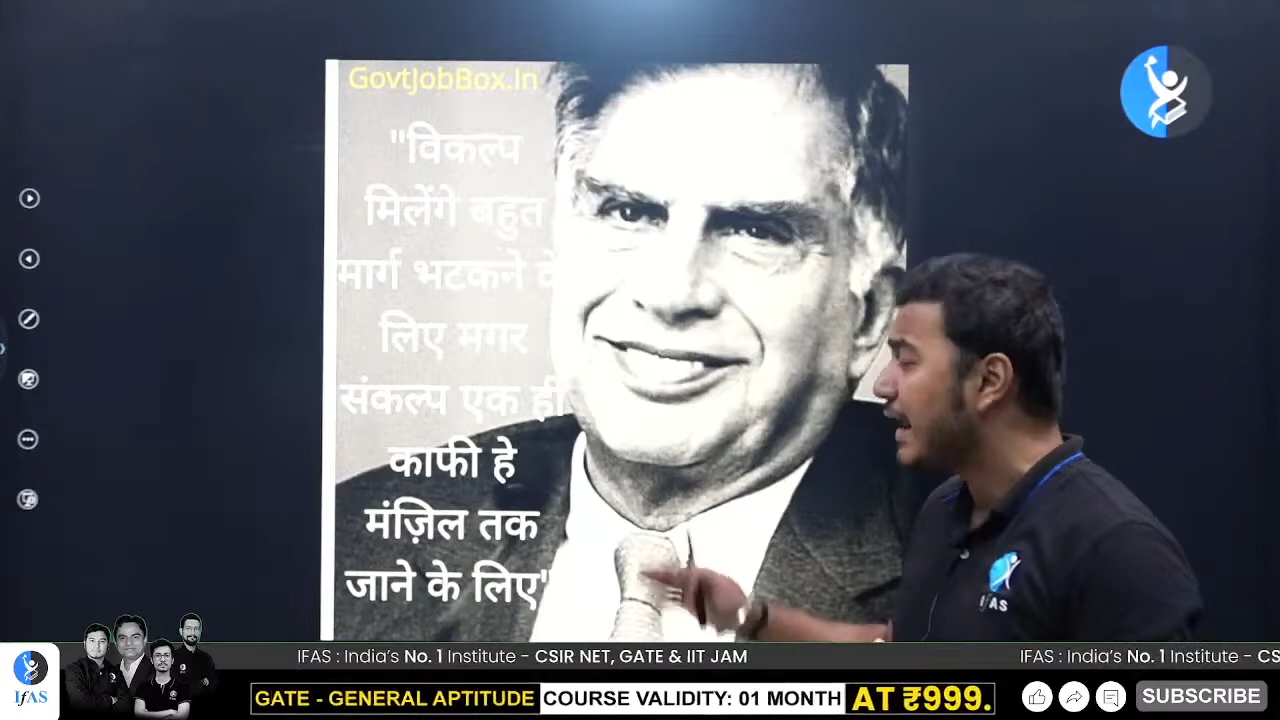 GovtJobBox.In
"विकल्प
मिलेंगे बहुत
मार्ग भटकने के
लिए मगर
संकल्प एक ही
काफी हे
मंज़िल तक
जाने के लिए"
IfAS
IFAS : India's No. 1 Institute - CSIR NET, GATE & IIT JAM
IFAS : India's No. 1 Institute - CS
IfAS
GATE - GENERAL APTITUDE COURSE VALIDITY: 01 MONTH AT ₹999.
SUBSCRIBE